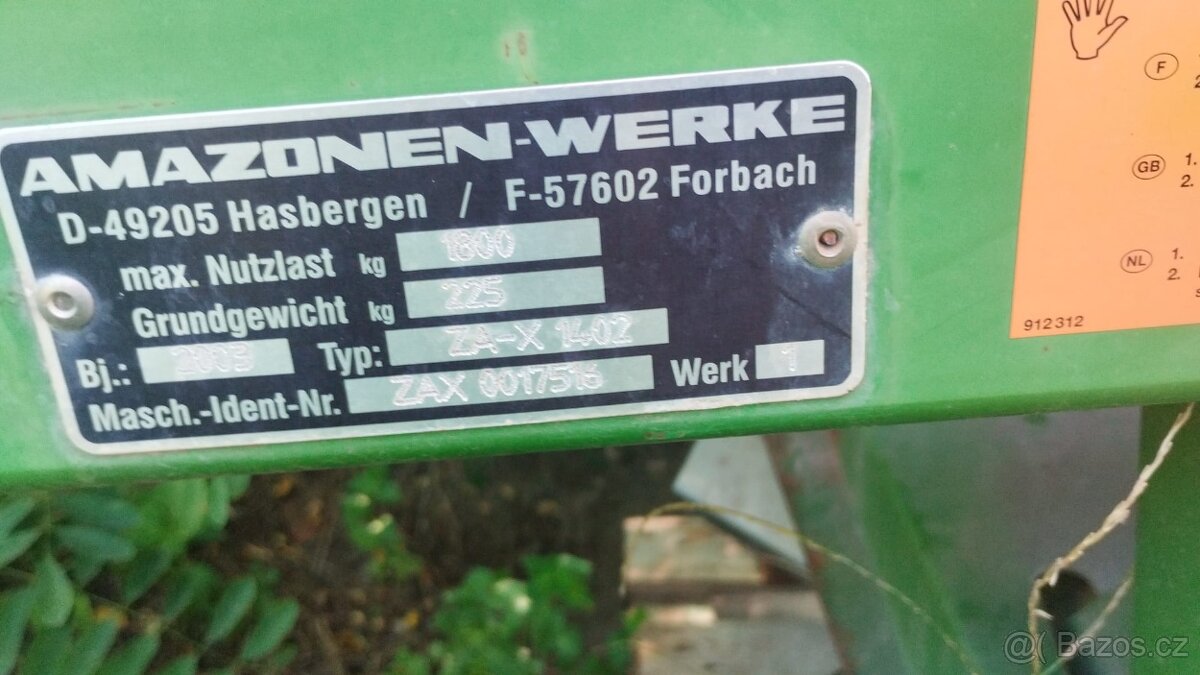 AMAZONEN-WERKE
D-49205 Hasbergen / F-57602 Forbach
max. Nutzlast kg 1800
Grundgewicht kg 225
Bj.: 2003 Typ: ZA-X 1402
Masch.-Ident-Nr. ZAX 0017516 Werk 1
F
2
GB 1.
2.
NL 1.
2.
912312
Bazos.cz